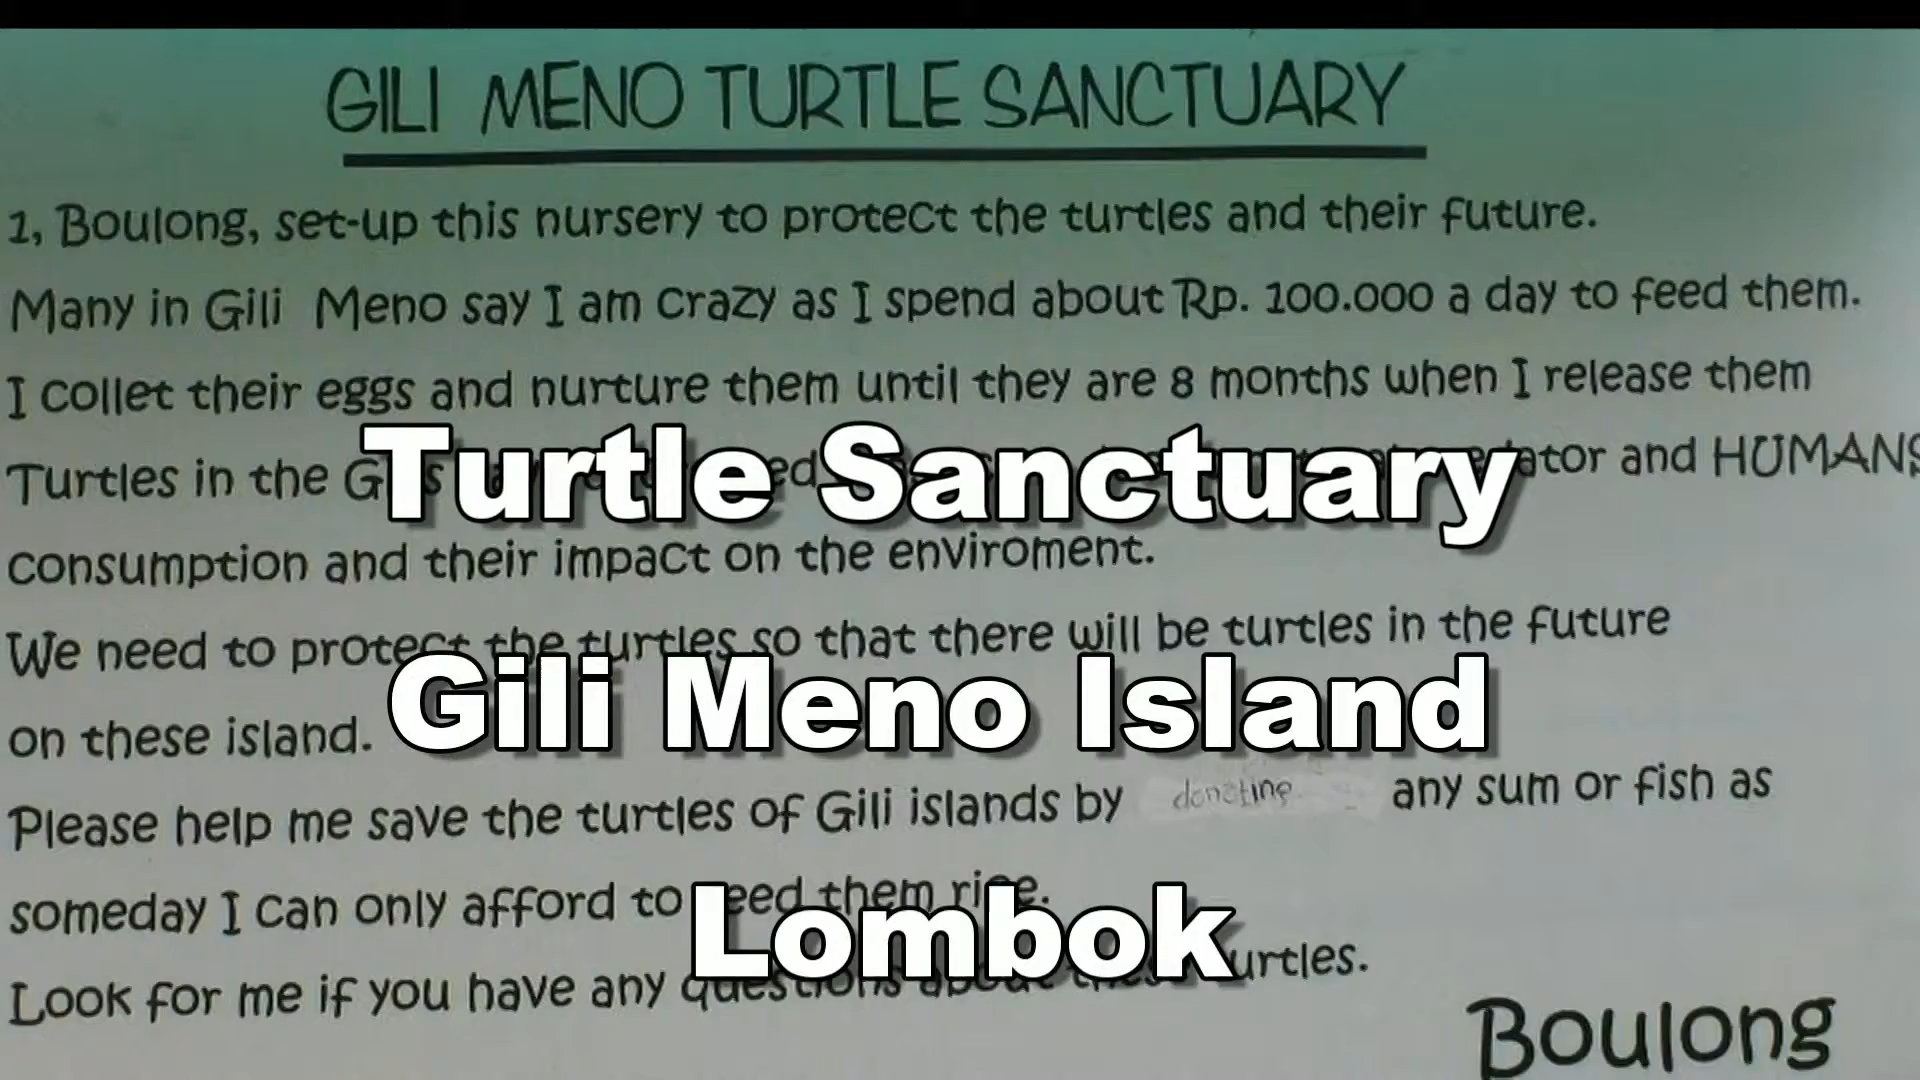 GILI MENO TURTLE SANCTUARY
1, Boulong, set-up this nursery to protect the turtles and their future.
Many in Gili Meno say I am crazy as I spend about Rp. 100.000 a day to feed them.
I collet their eggs and nurture them until they are 8 months when I release them
Turtles in the and HUMANS
Turtle Sanctuary
consumption and their impact on the enviroment.
We need to protect the turtles so that there will be turtles in the future
on these island.
Gili Meno Island
Please help me save the turtles of Gili islands by donating any sum or fish as
someday I can only afford to feed them rice.
Lombok
Look for me if you have any questions about these turtles.
Boulong